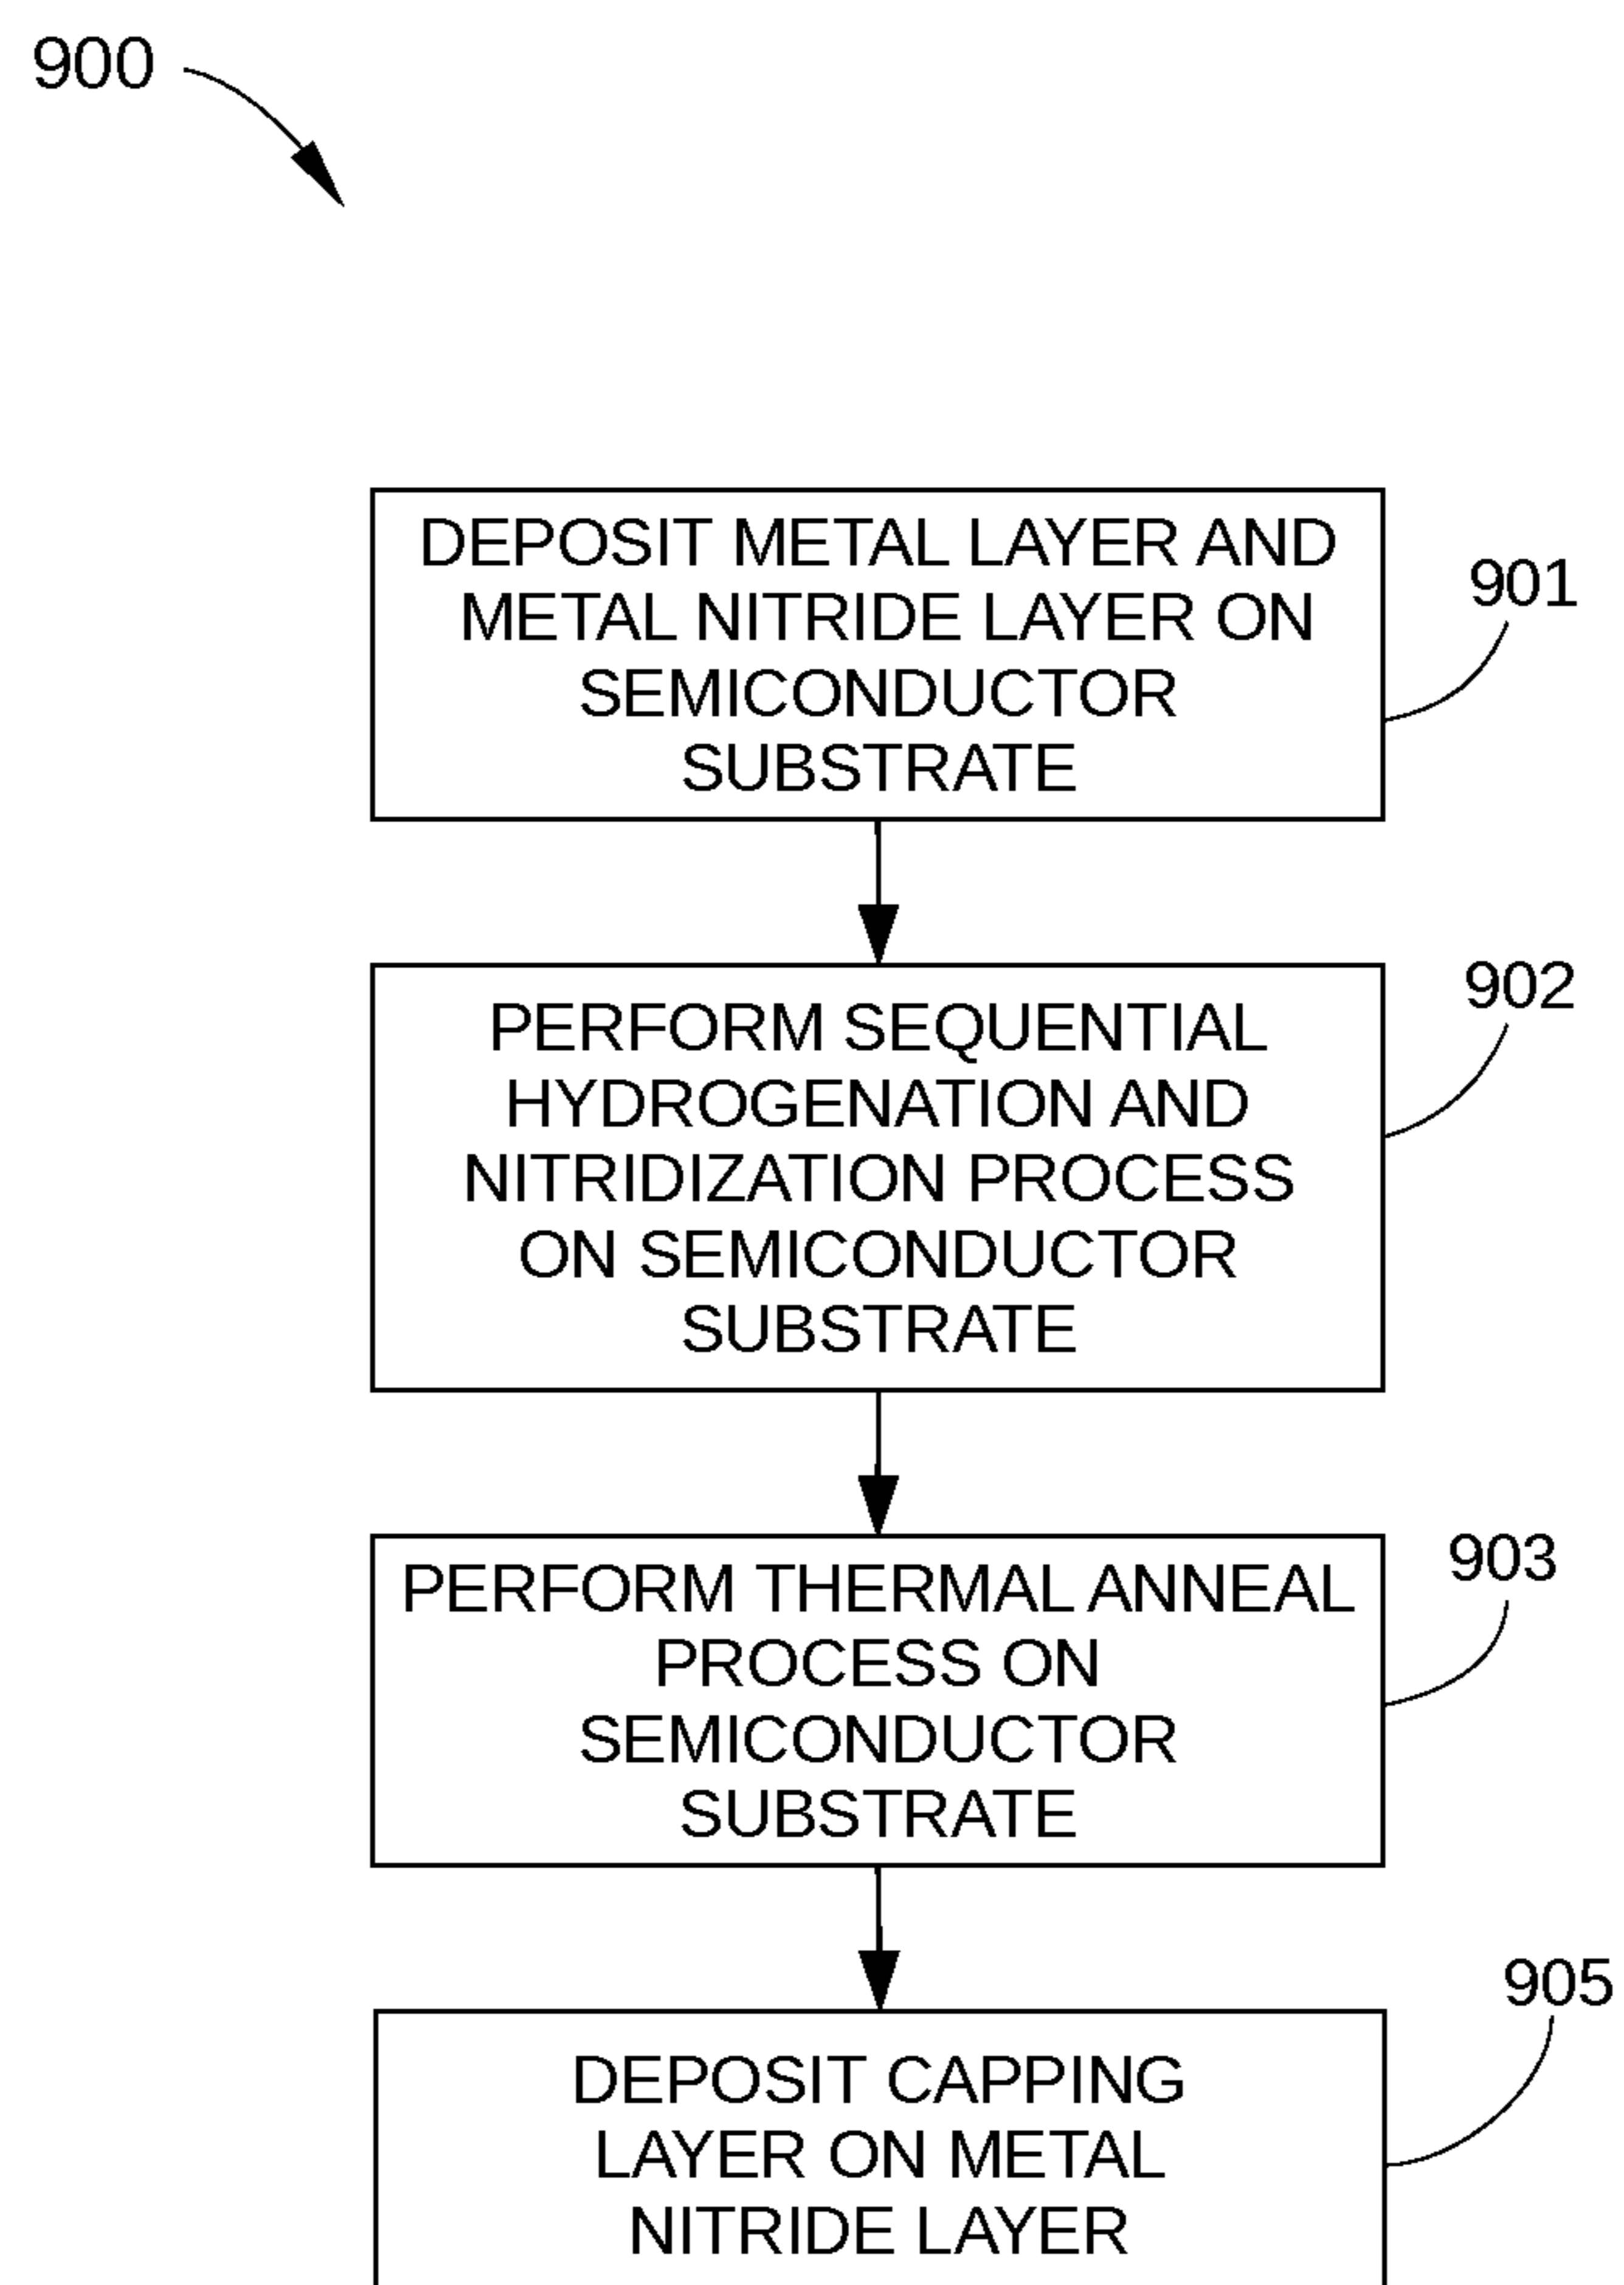 900
DEPOSIT METAL LAYER AND
METAL NITRIDE LAYER ON
SEMICONDUCTOR
SUBSTRATE
901
PERFORM SEQUENTIAL
HYDROGENATION AND
NITRIDIZATION PROCESS
ON SEMICONDUCTOR
SUBSTRATE
902
PERFORM THERMAL ANNEAL
PROCESS ON
SEMICONDUCTOR
SUBSTRATE
903
DEPOSIT CAPPING
LAYER ON METAL
NITRIDE LAYER
905